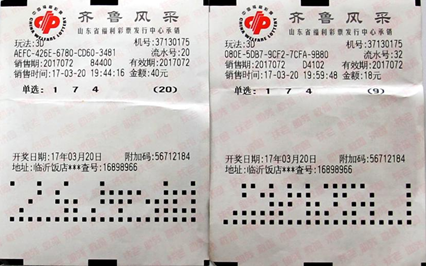 齐鲁风采
山东省福利彩票发行中心承销
玩法:3D 机号:37130175
AEFC-426E-6780-CD60-3481 流水号:20
销售期:2017072 84400 有效期:2017072
销售时间:17-03-20 19:44:16 金额:40元
单选: 1 7 4 (20)
开奖日期:17年03月20日 附加码:56712184
地址:临沂饭店***查号:16898966
齐鲁风采
山东省福利彩票发行中心承销
玩法:3D 机号:37130175
080E-5DB7-9CF2-7CFA-9B80 流水号:32
销售期:2017072 D4102 有效期:2017072
销售时间:17-03-20 19:59:48 金额:18元
单选: 1 7 4 (9)
开奖日期:17年03月20日 附加码:56712184
地址:临沂饭店***查号:16898966